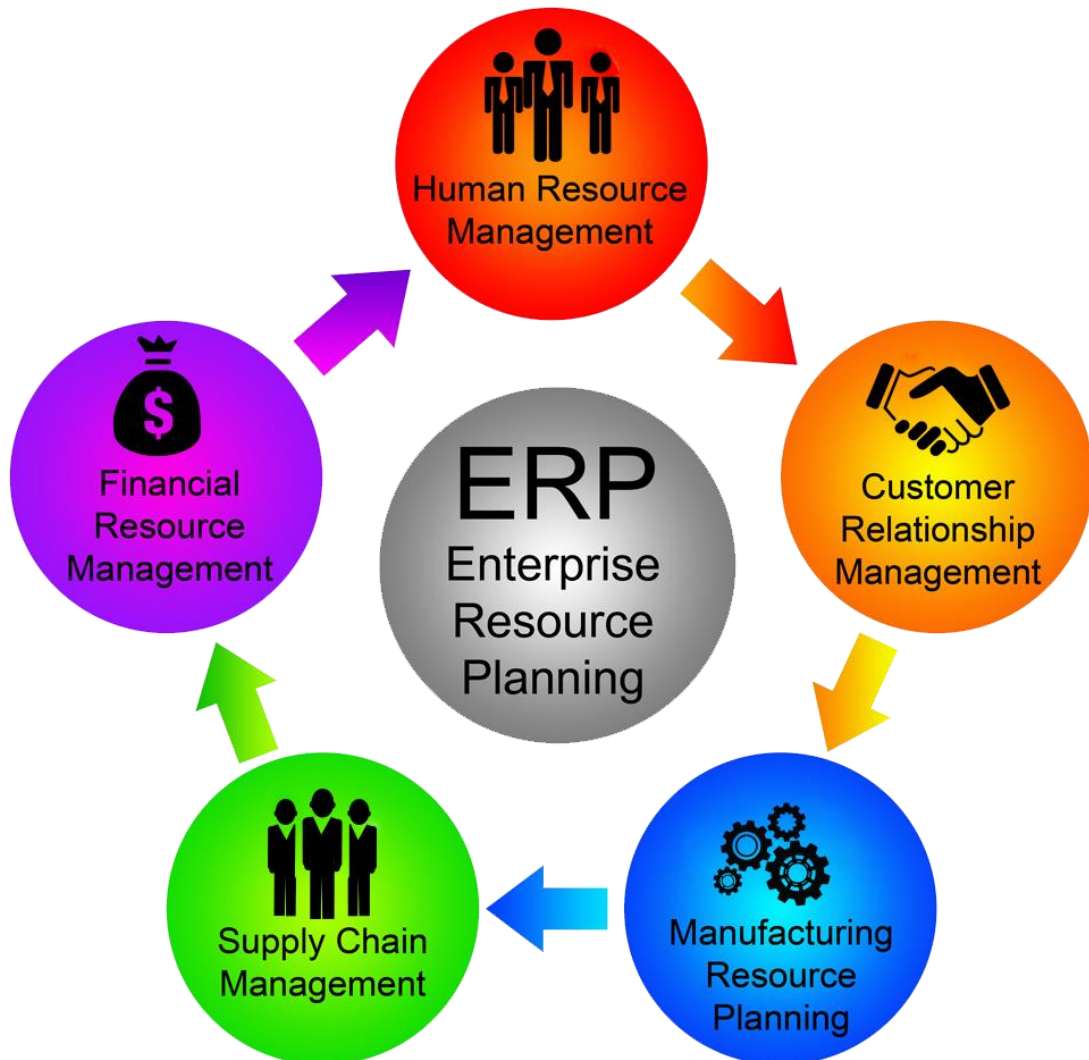 Human Resource
Management
Customer
Relationship
Management
Manufacturing
Resource
Planning
Supply Chain
Management
$
Financial
Resource
Management
ERP
Enterprise
Resource
Planning